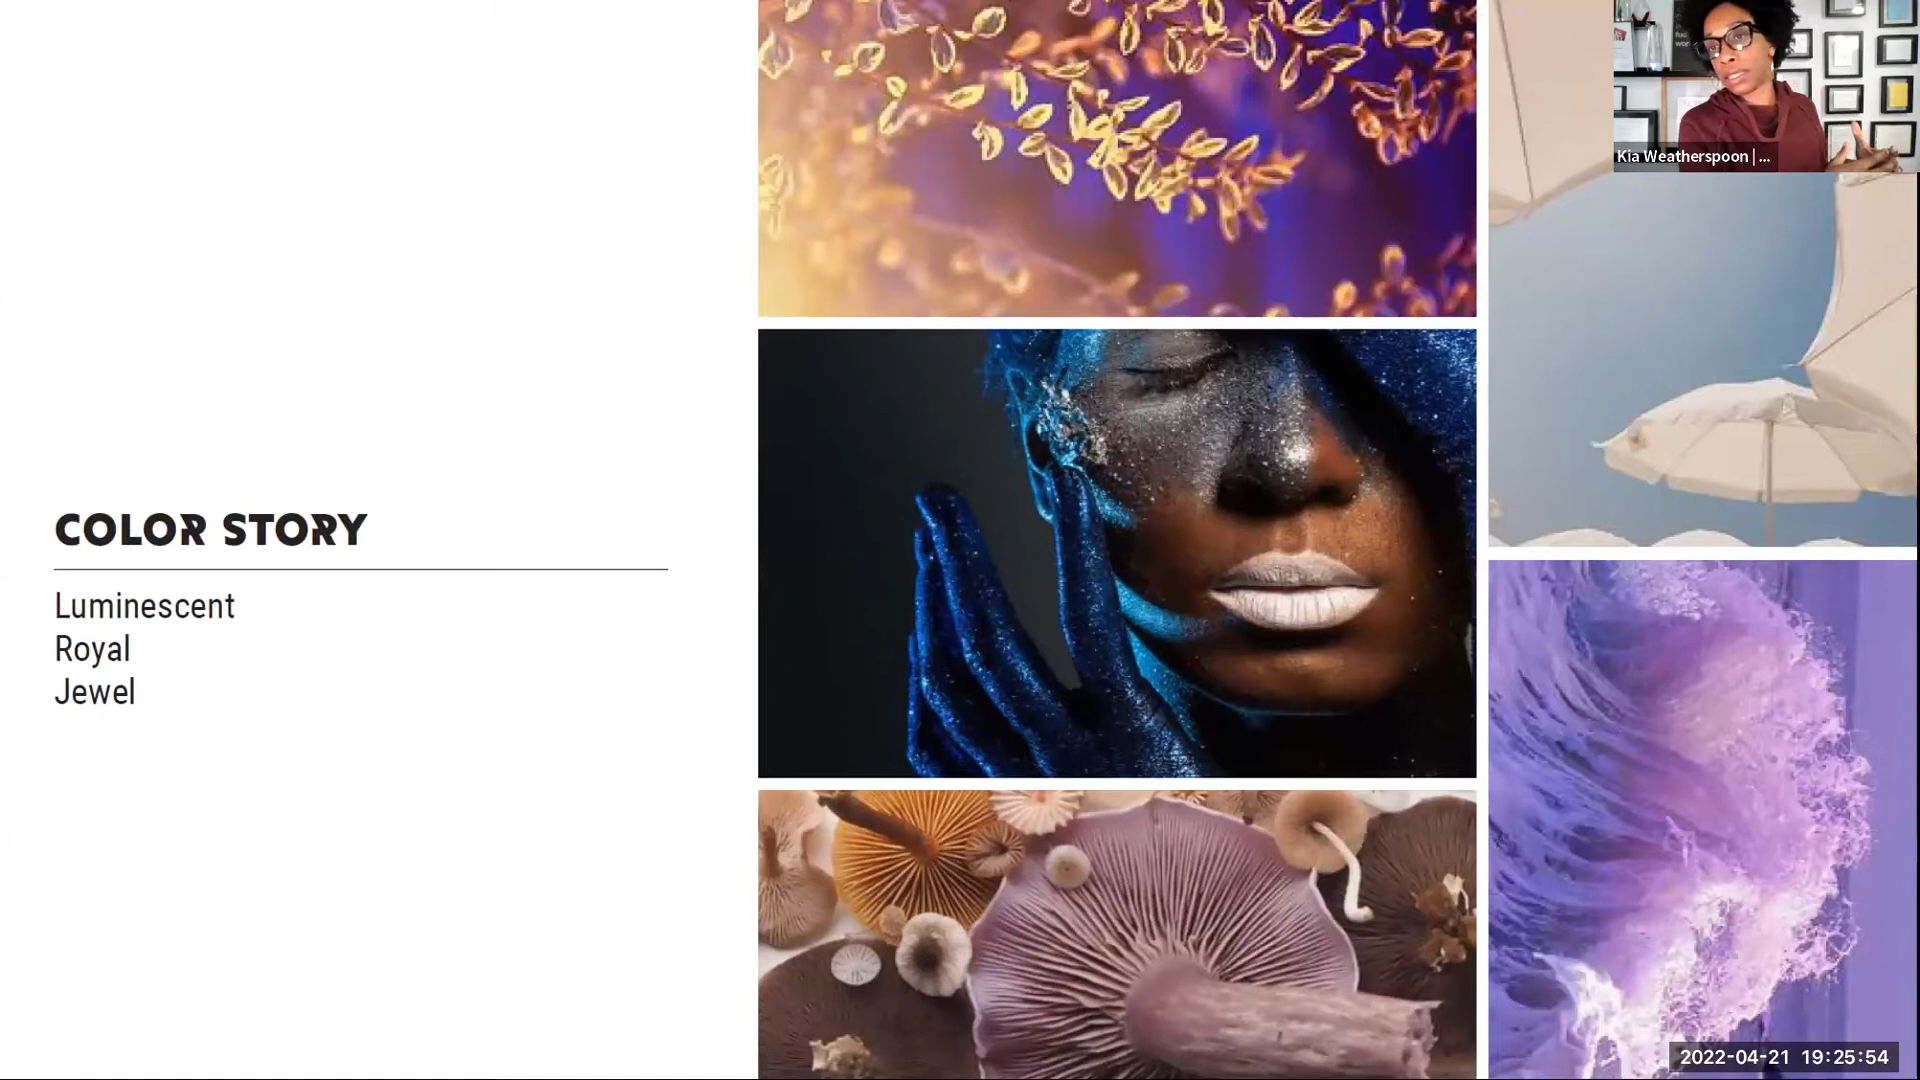 Kia Weatherspoon | ...
COLOR STORY
Luminescent
Royal
Jewel
2022-04-21 19:25:54